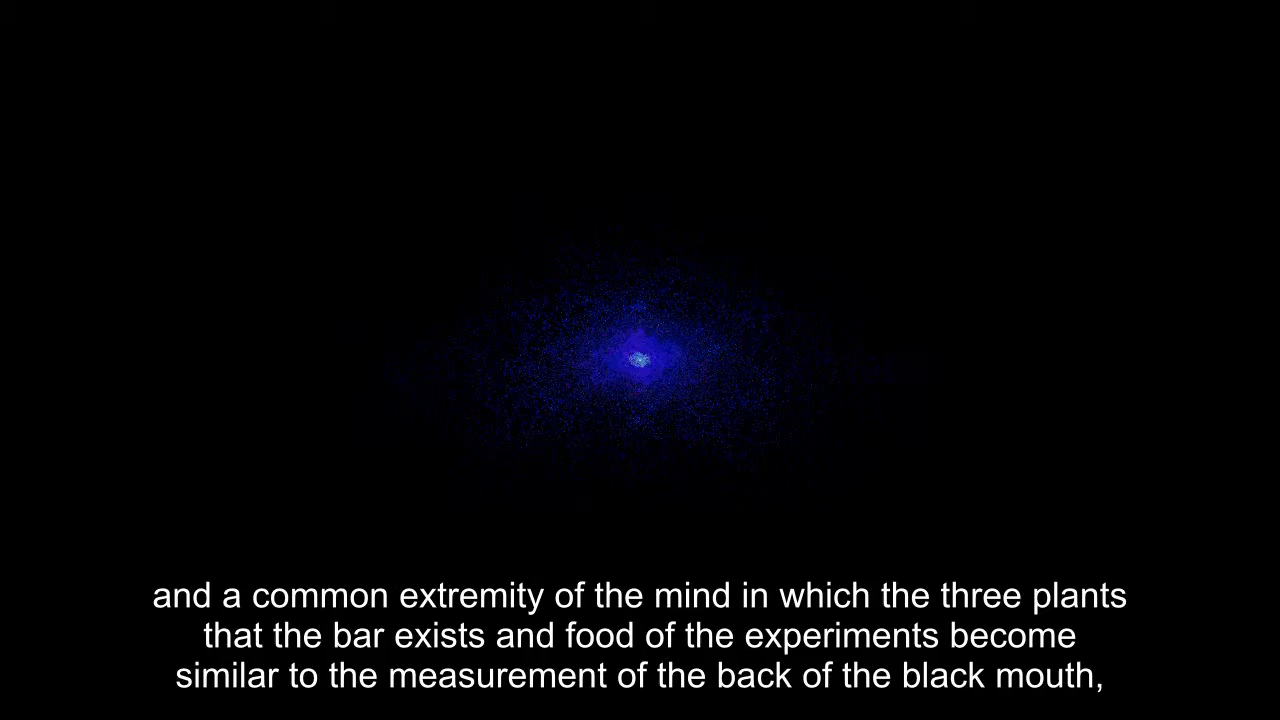 and a common extremity of the mind in which the three plants
that the bar exists and food of the experiments become
similar to the measurement of the back of the black mouth,